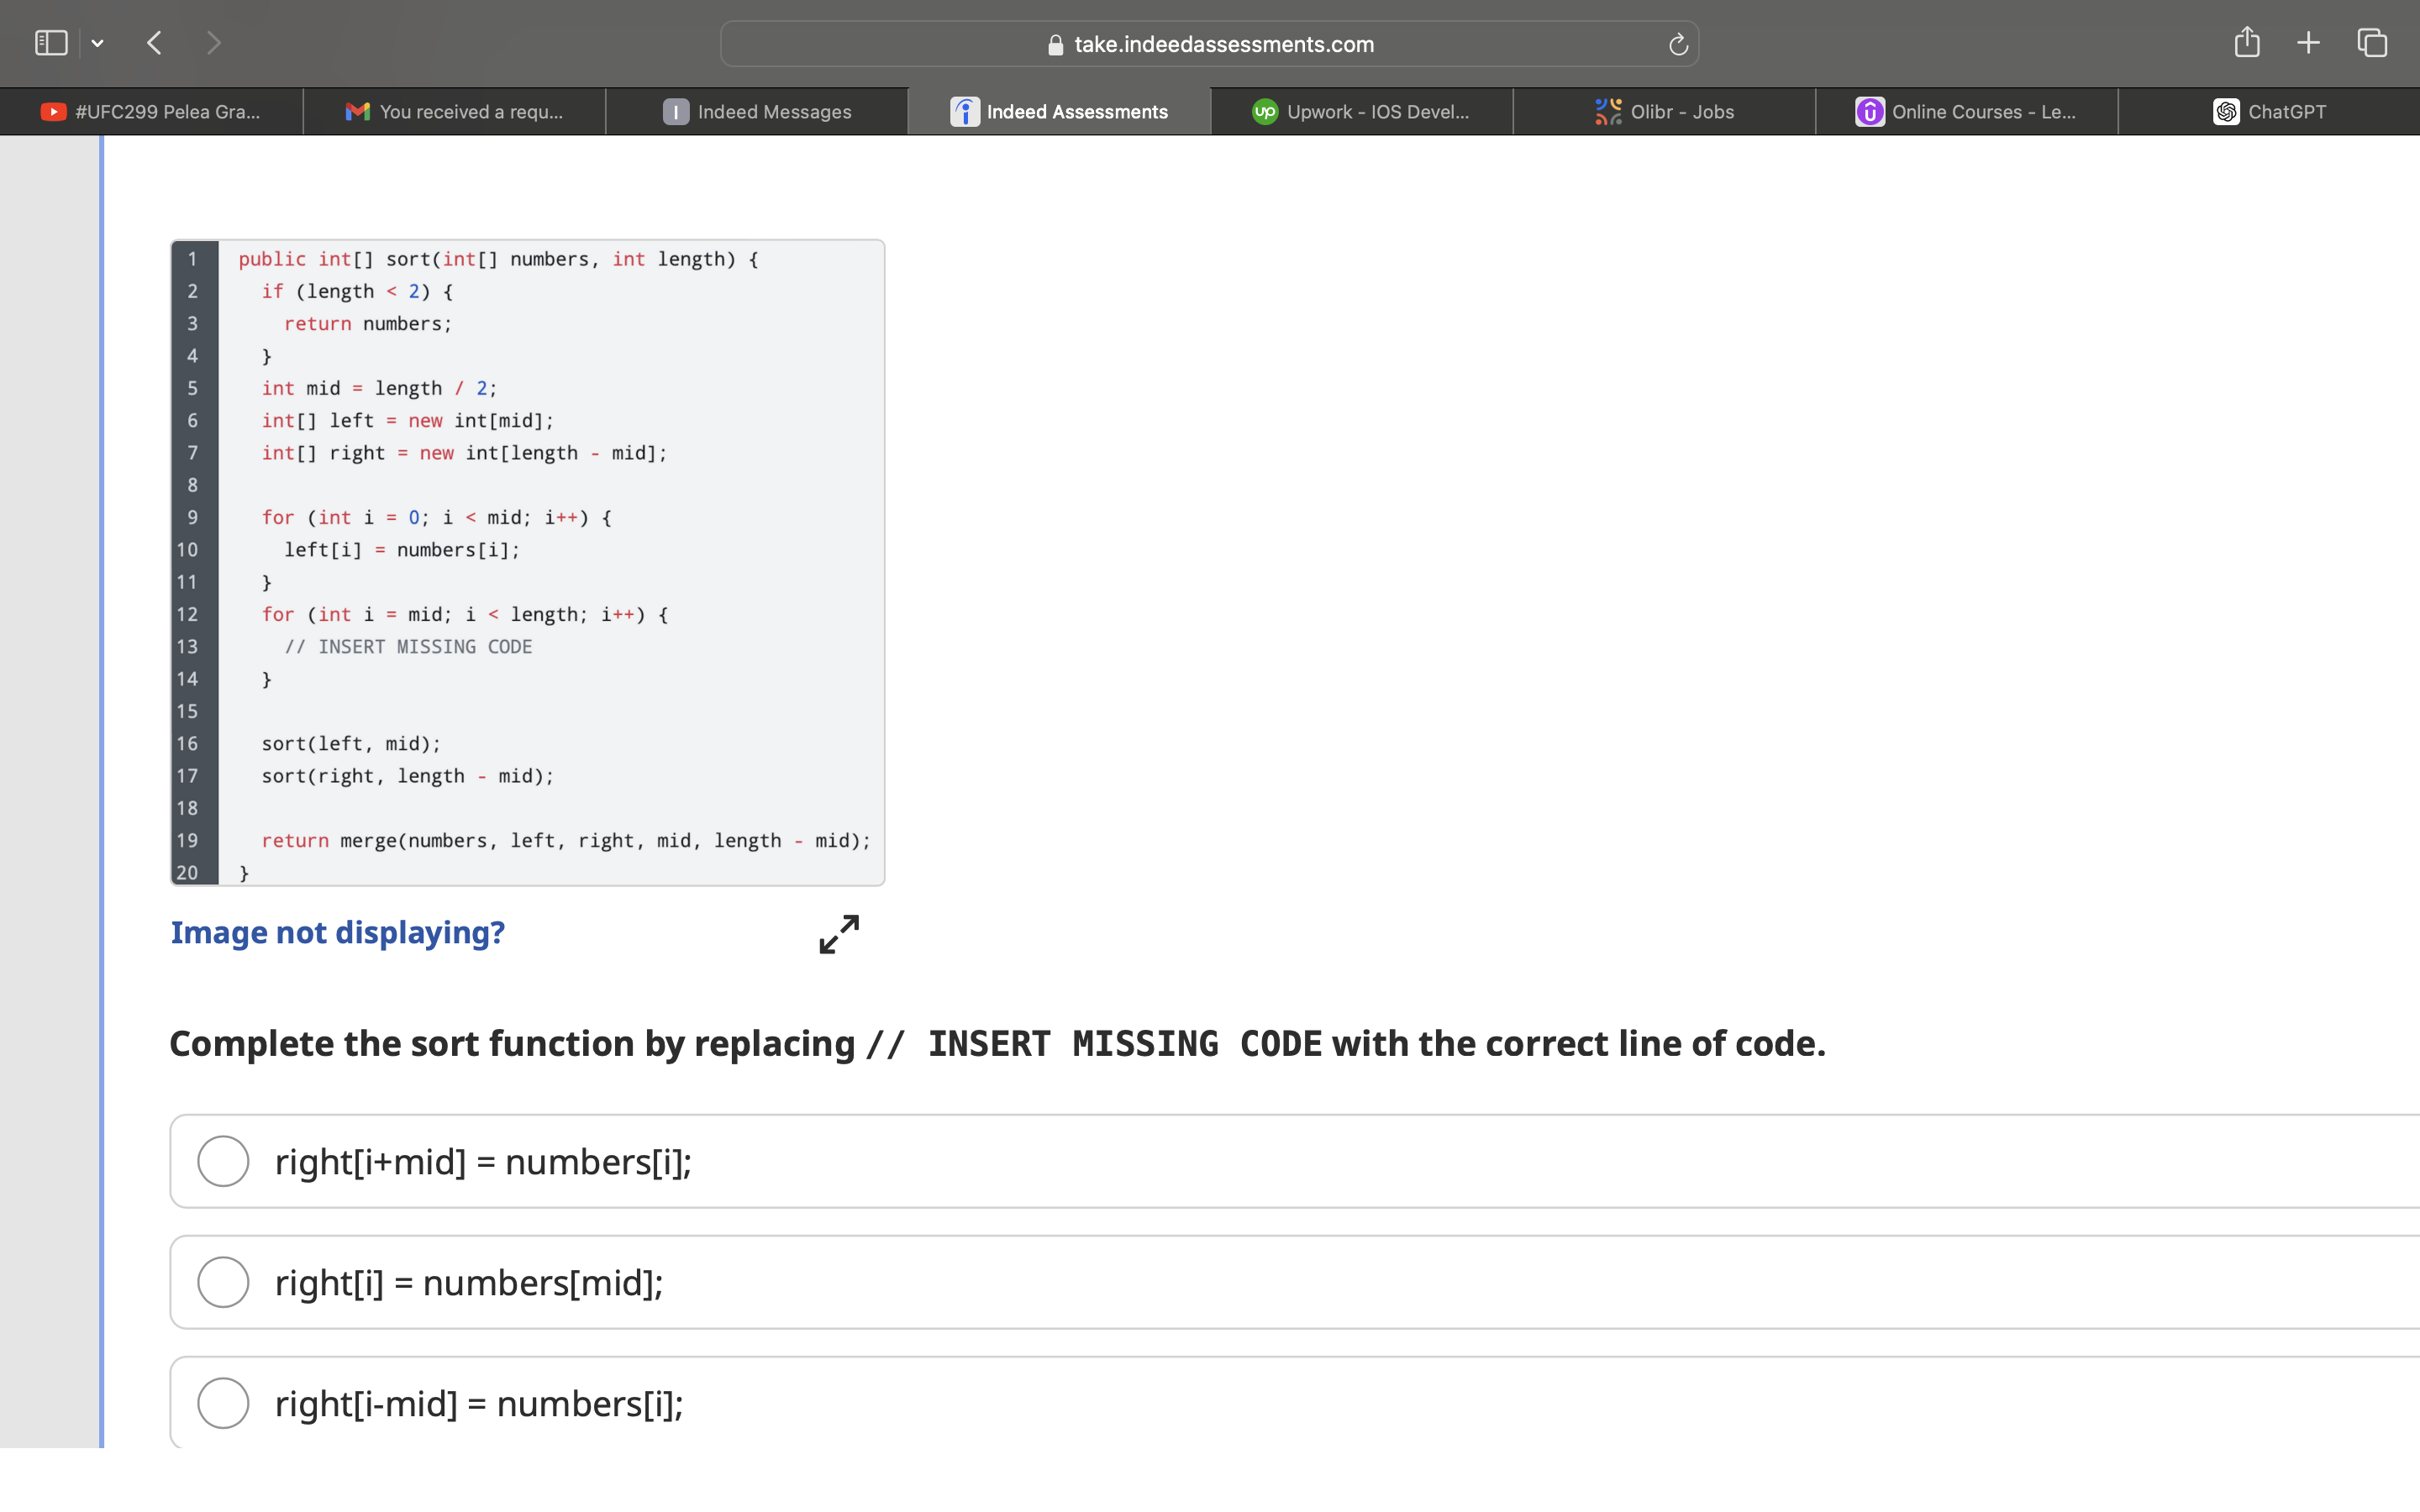 take.indeedassessments.com
#UFC299 Pelea Gra...
You received a requ...
I Indeed Messages
Indeed Assessments
up Upwork - IOS Devel...
Olibr - Jobs
Online Courses - Le...
ChatGPT
1 public int[] sort(int[] numbers, int length) {
2 if (length < 2) {
3 return numbers;
4 }
5 int mid = length / 2;
6 int[] left = new int[mid];
7 int[] right = new int[length - mid];
8
9 for (int i = 0; i < mid; i++) {
10 left[i] = numbers[i];
11 }
12 for (int i = mid; i < length; i++) {
13 // INSERT MISSING CODE
14 }
15
16 sort(left, mid);
17 sort(right, length - mid);
18
19 return merge(numbers, left, right, mid, length - mid);
20 }
Image not displaying?
Complete the sort function by replacing // INSERT MISSING CODE with the correct line of code.
right[i+mid] = numbers[i];
right[i] = numbers[mid];
right[i-mid] = numbers[i];